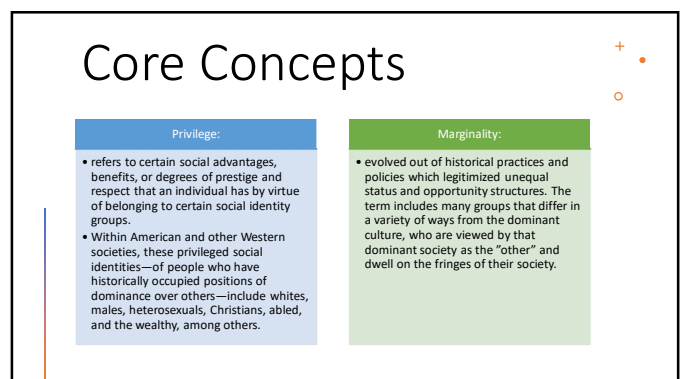 Core Concepts
Privilege:
• refers to certain social advantages,
benefits, or degrees of prestige and
respect that an individual has by virtue
of belonging to certain social identity
groups.
• Within American and other Western
societies, these privileged social
identities—of people who have
historically occupied positions of
dominance over others—include whites,
males, heterosexuals, Christians, abled,
and the wealthy, among others.
Marginality:
• evolved out of historical practices and
policies which legitimized unequal
status and opportunity structures. The
term includes many groups that differ in
a variety of ways from the dominant
culture, who are viewed by that
dominant society as the ”other” and
dwell on the fringes of their society.